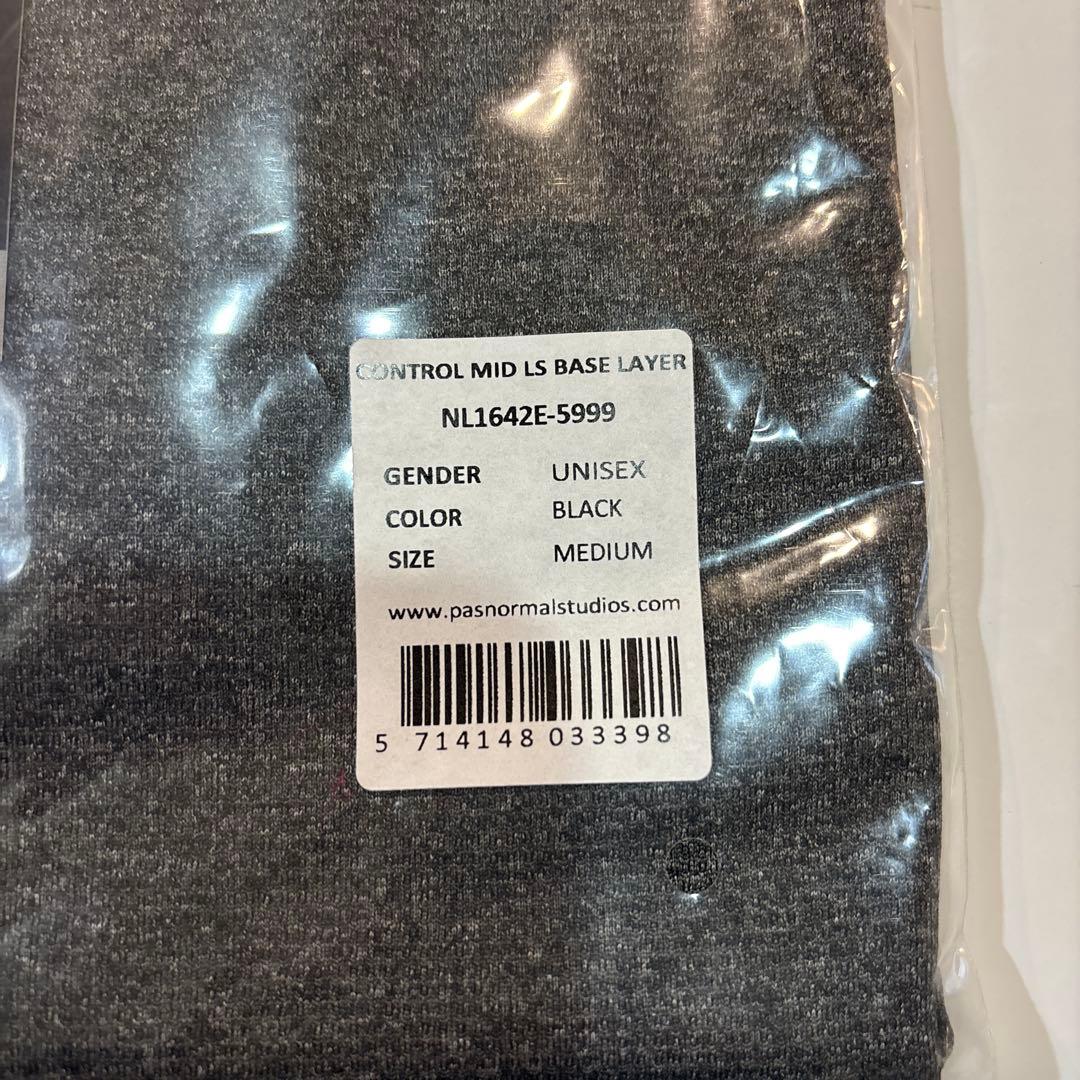 CONTROL MID LS BASE LAYER
NL1642E-5999
GENDER UNISEX
COLOR BLACK
SIZE MEDIUM
www.pasnormalstudios.com
5 714148 033398